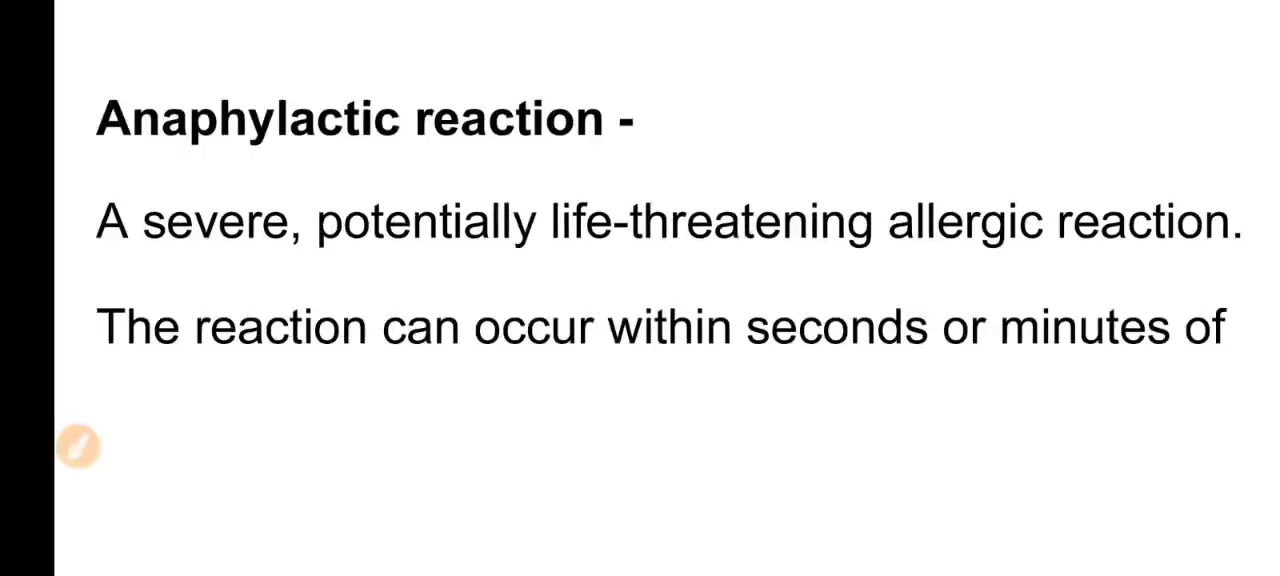 Anaphylactic reaction -
A severe, potentially life-threatening allergic reaction.
The reaction can occur within seconds or minutes of